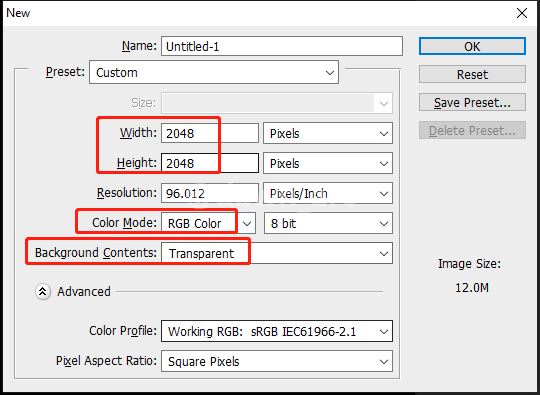 New
Name: Untitled-1
OK
Preset: Custom
Reset
Size:
Save Preset...
Width: 2048 Pixels
Delete Preset...
Height: 2048 Pixels
Resolution: 96.012 Pixels/Inch
Color Mode: RGB Color 8 bit
Background Contents: Transparent
Image Size:
12.0M
Advanced
Color Profile: Working RGB: sRGB IEC61966-2.1
Pixel Aspect Ratio: Square Pixels